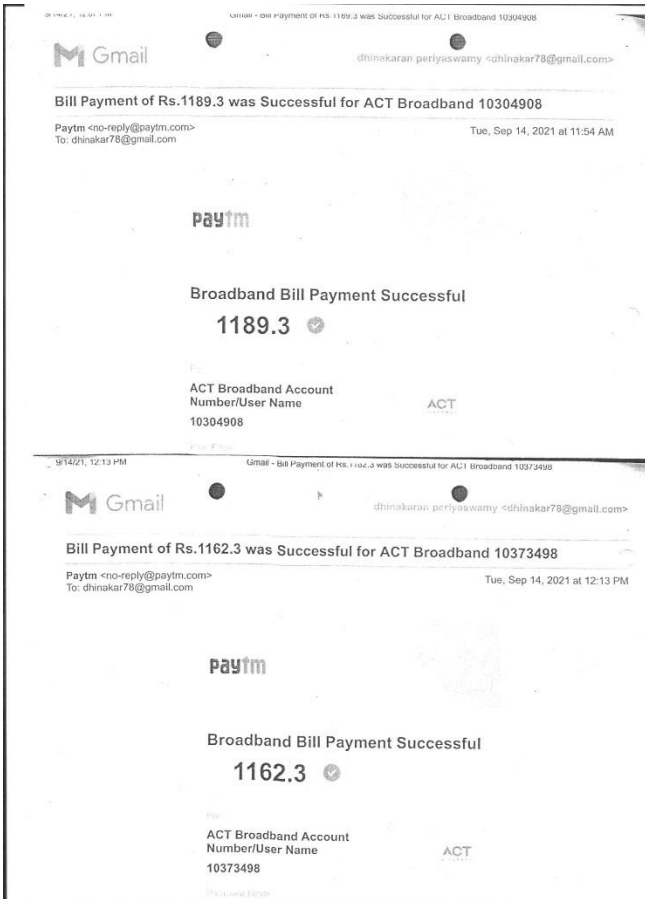 Gmail - Bill Payment of Rs.1189.3 was Successful for ACT Broadband 10304908
Gmail
dhinakaran periyaswamy <dhinakar78@gmail.com>
Bill Payment of Rs.1189.3 was Successful for ACT Broadband 10304908
Paytm <no-reply@paytm.com>
To: dhinakar78@gmail.com
Tue, Sep 14, 2021 at 11:54 AM
paytm
Broadband Bill Payment Successful
1189.3
ACT Broadband Account
Number/User Name
10304908
ACT
9/14/21, 12:13 PM
Gmail - Bill Payment of Rs.1162.3 was Successful for ACT Broadband 10373498
Gmail
dhinakaran periyaswamy <dhinakar78@gmail.com>
Bill Payment of Rs.1162.3 was Successful for ACT Broadband 10373498
Paytm <no-reply@paytm.com>
To: dhinakar78@gmail.com
Tue, Sep 14, 2021 at 12:13 PM
paytm
Broadband Bill Payment Successful
1162.3
ACT Broadband Account
Number/User Name
10373498
ACT